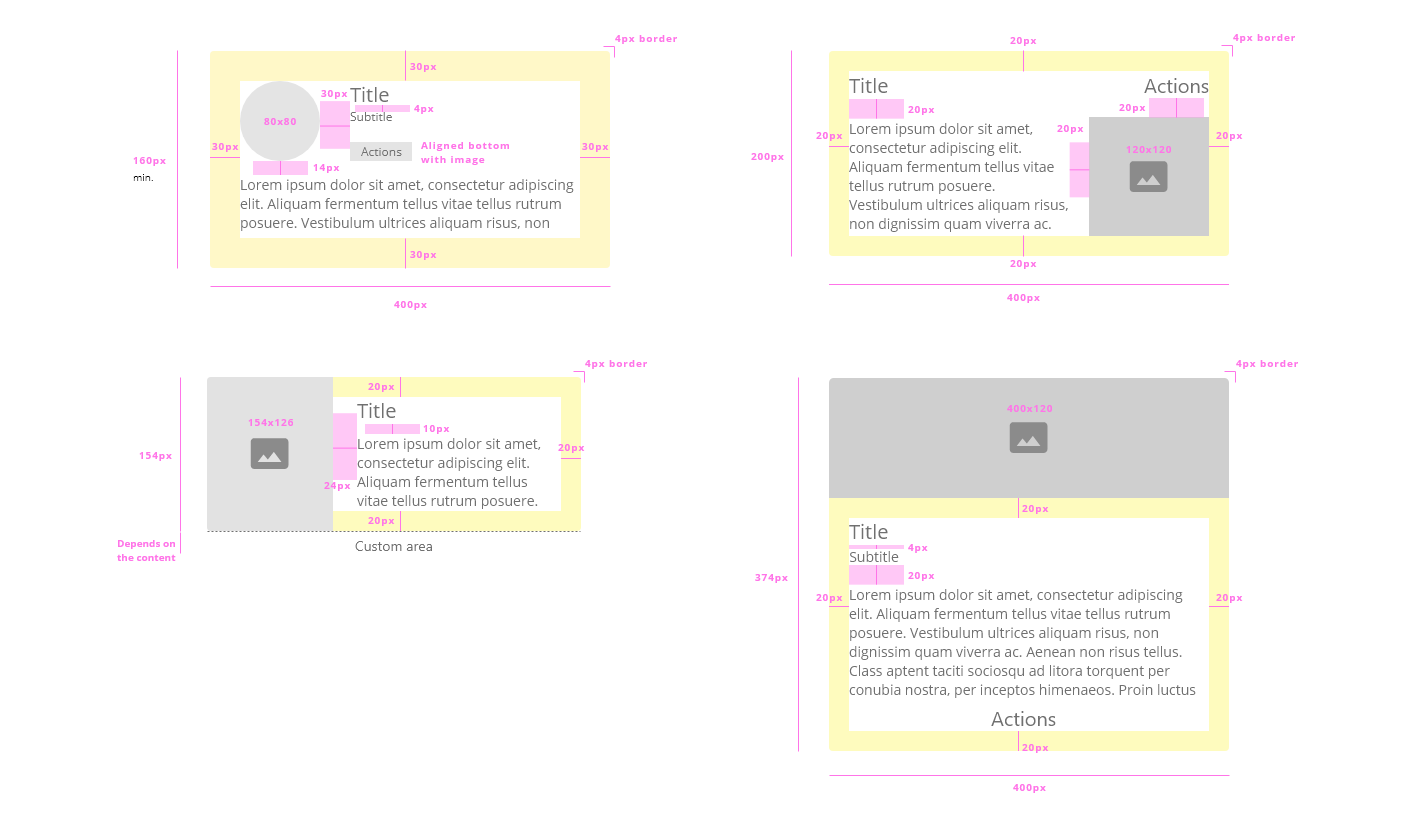 4px border
30px
30px
Title
4px
80x80
Subtitle
30px
Actions
Aligned bottom
with image
30px
160px
min.
14px
Lorem ipsum dolor sit amet, consectetur adipiscing
elit. Aliquam fermentum tellus vitae tellus rutrum
posuere. Vestibulum ultrices aliquam risus, non
30px
400px
20px
4px border
Title
Actions
20px
20px
Lorem ipsum dolor sit amet,
consectetur adipiscing elit.
Aliquam fermentum tellus vitae
tellus rutrum posuere.
Vestibulum ultrices aliquam risus,
non dignissim quam viverra ac.
20px
20px
20px
120x120
200px
20px
400px
4px border
20px
Title
154x126
10px
Lorem ipsum dolor sit amet,
consectetur adipiscing elit.
Aliquam fermentum tellus
vitae tellus rutrum posuere.
20px
154px
24px
20px
Depends on
the content
Custom area
4px border
400x120
20px
Title
4px
Subtitle
20px
374px
20px
20px
Lorem ipsum dolor sit amet, consectetur adipiscing
elit. Aliquam fermentum tellus vitae tellus rutrum
posuere. Vestibulum ultrices aliquam risus, non
dignissim quam viverra ac. Aenean non risus tellus.
Class aptent taciti sociosqu ad litora torquent per
conubia nostra, per inceptos himenaeos. Proin luctus
Actions
20px
400px